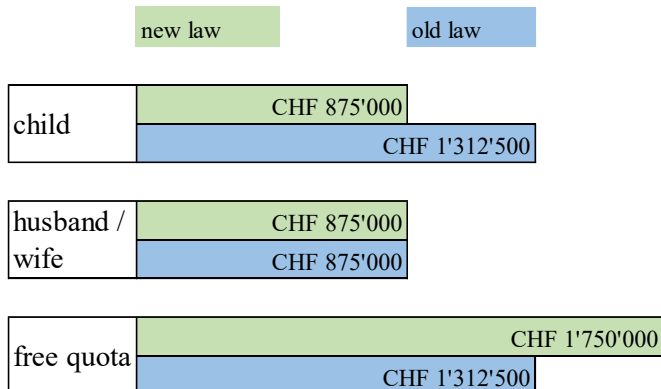 new law
old law
child
CHF 875'000
CHF 1'312'500
husband /
wife
CHF 875'000
CHF 875'000
free quota
CHF 1'750'000
CHF 1'312'500